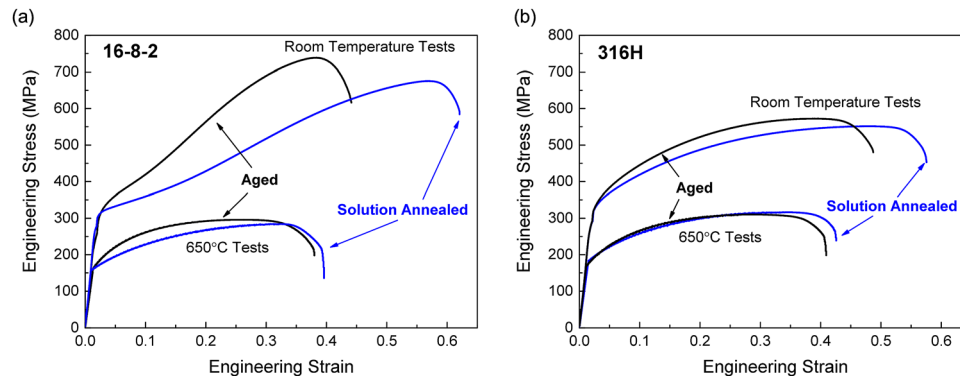 (a)
16-8-2
Room Temperature Tests
Aged
Solution Annealed
650°C Tests
Engineering Stress (MPa)
800
700
600
500
400
300
200
100
0
0.0 0.1 0.2 0.3 0.4 0.5 0.6
Engineering Strain
(b)
316H
Room Temperature Tests
Aged
Solution Annealed
650°C Tests
Engineering Stress (MPa)
800
700
600
500
400
300
200
100
0
0.0 0.1 0.2 0.3 0.4 0.5 0.6
Engineering Strain